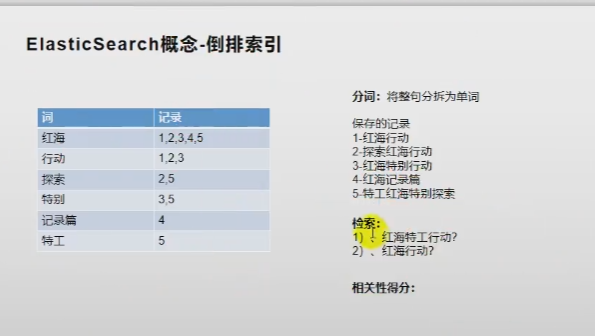 ElasticSearch概念-倒排索引
词 记录
红海 1,2,3,4,5
行动 1,2,3
探索 2,5
特别 3,5
记录篇 4
特工 5
分词：将整句分拆为单词
保存的记录
1-红海行动
2-探索红海行动
3-红海特别行动
4-红海记录篇
5-特工红海特别探索
检索：
1）、红海特工行动？
2）、红海行动？
相关性得分：